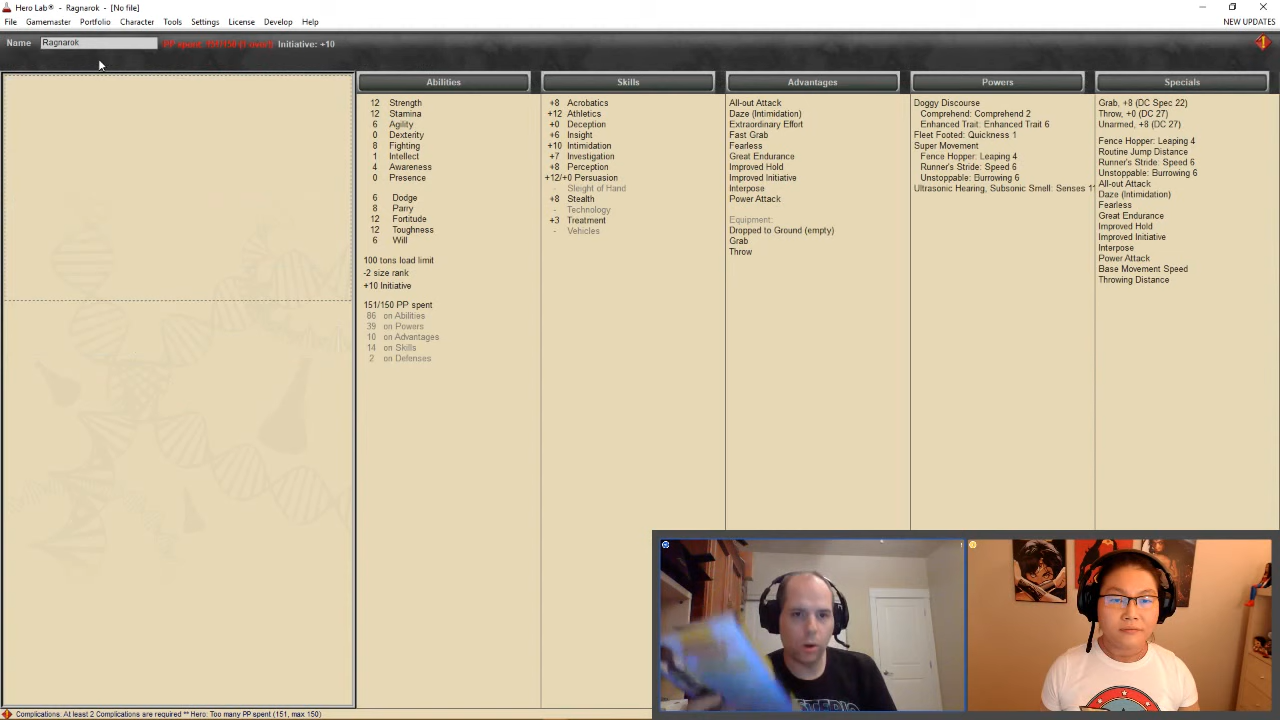 Hero Lab® - Ragnarok - [No file]
File Gamemaster Portfolio Character Tools Settings License Develop Help NEW UPDATES
Name Ragnarok PP spent: 151/150 (1 over!) Initiative: +10
Abilities
12 Strength
12 Stamina
6 Agility
0 Dexterity
8 Fighting
1 Intellect
4 Awareness
0 Presence
6 Dodge
8 Parry
12 Fortitude
12 Toughness
6 Will
100 tons load limit
-2 size rank
+10 Initiative
151/150 PP spent
86 on Abilities
39 on Powers
10 on Advantages
14 on Skills
2 on Defenses
Skills
+8 Acrobatics
+12 Athletics
+0 Deception
+6 Insight
+10 Intimidation
+7 Investigation
+8 Perception
+12/+0 Persuasion
- Sleight of Hand
+8 Stealth
- Technology
+3 Treatment
- Vehicles
Advantages
All-out Attack
Daze (Intimidation)
Extraordinary Effort
Fast Grab
Fearless
Great Endurance
Improved Hold
Improved Initiative
Interpose
Power Attack
Equipment:
Dropped to Ground (empty)
Grab
Throw
Powers
Doggy Discourse
Comprehend: Comprehend 2
Enhanced Trait: Enhanced Trait 6
Fleet Footed: Quickness 1
Super Movement
Fence Hopper: Leaping 4
Runner's Stride: Speed 6
Unstoppable: Burrowing 6
Ultrasonic Hearing, Subsonic Smell: Senses
Specials
Grab, +8 (DC Spec 22)
Throw, +0 (DC 27)
Unarmed, +8 (DC 27)
Fence Hopper: Leaping 4
Routine Jump Distance
Runner's Stride: Speed 6
Unstoppable: Burrowing 6
All-out Attack
Daze (Intimidation)
Fearless
Great Endurance
Improved Hold
Improved Initiative
Interpose
Power Attack
Base Movement Speed
Throwing Distance
Complications: At least 2 Complications are required ** Hero: Too many PP spent (151, max 150)